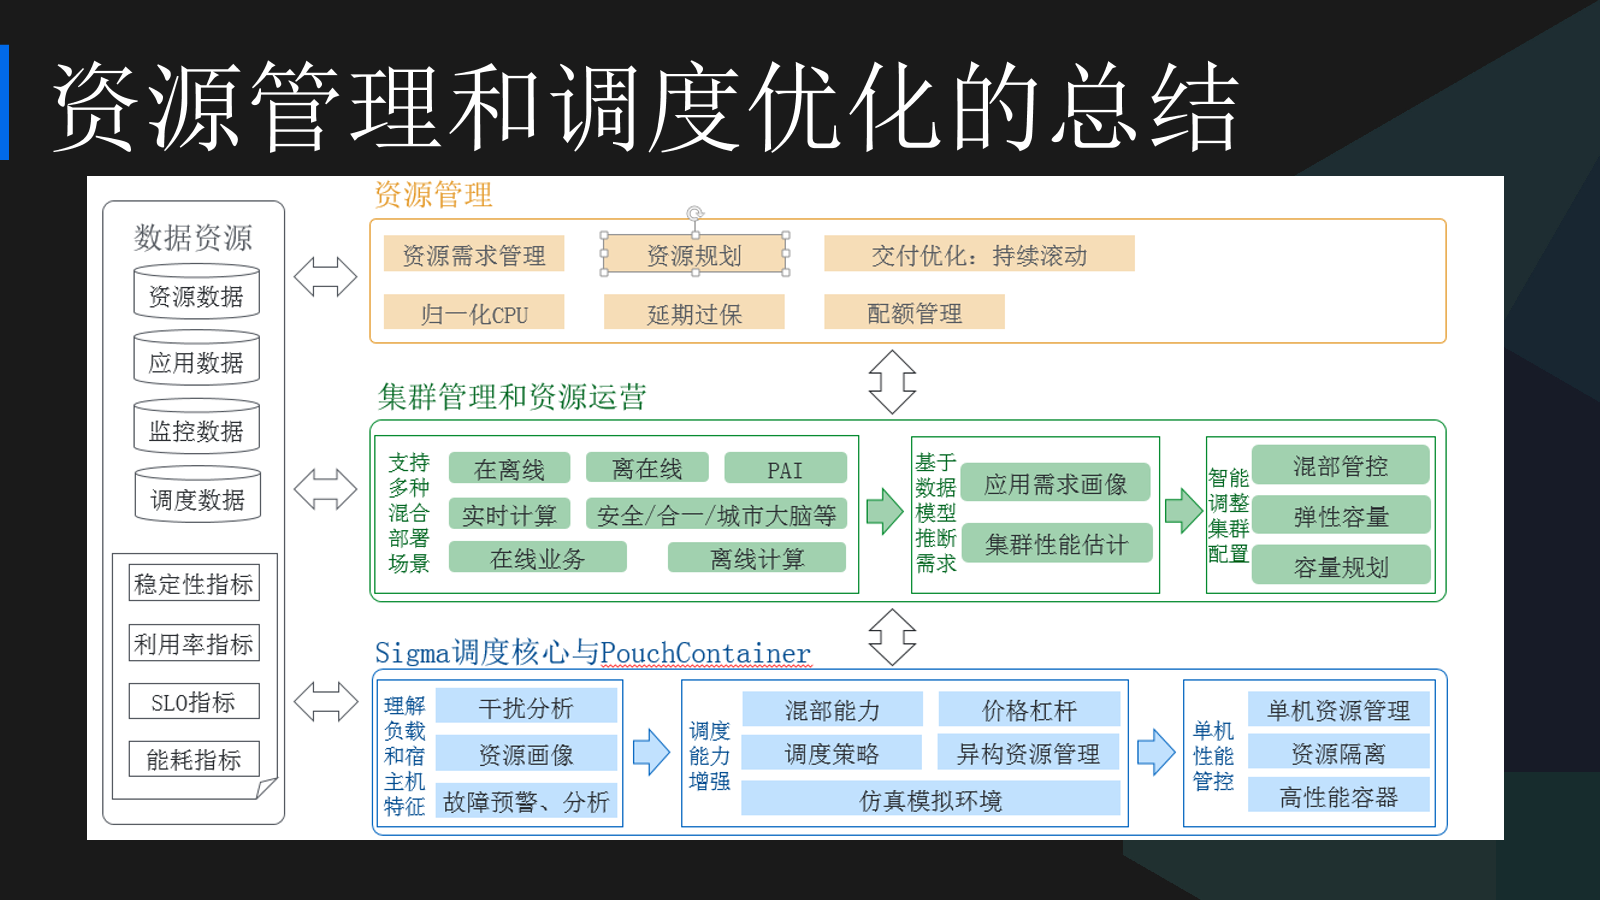 资源管理和调度优化的总结
数据资源
资源数据
应用数据
监控数据
调度数据
稳定性指标
利用率指标
SLO指标
能耗指标
资源管理
资源需求管理
资源规划
交付优化：持续滚动
归一化CPU
延期过保
配额管理
集群管理和资源运营
支持
多种
混合
部署
场景
在离线
离在线
PAI
实时计算
安全/合一/城市大脑等
在线业务
离线计算
基于
数据
模型
推断
需求
应用需求画像
集群性能估计
智能
调整
集群
配置
混部管控
弹性容量
容量规划
Sigma调度核心与PouchContainer
理解
负载
和宿
主机
特征
干扰分析
资源画像
故障预警、分析
调度
能力
增强
混部能力
价格杠杆
调度策略
异构资源管理
仿真模拟环境
单机
性能
管控
单机资源管理
资源隔离
高性能容器